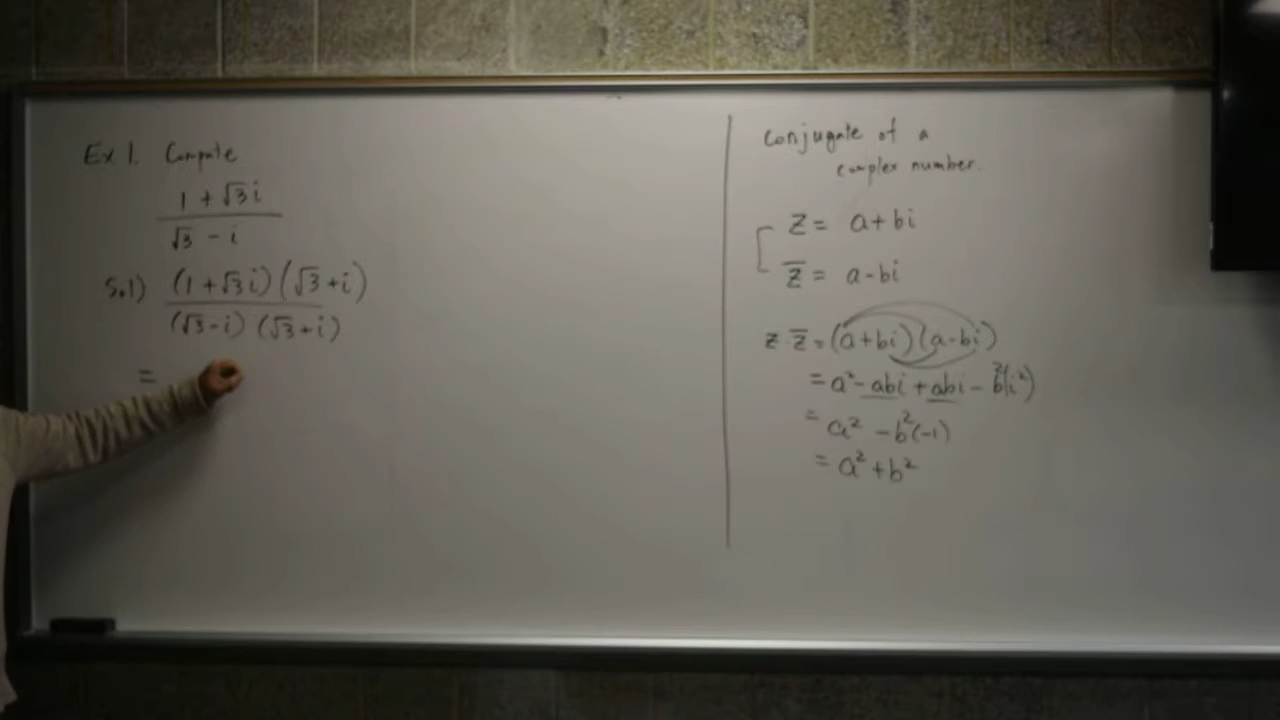 Ex 1. Compute
1 + √3 i
√3 - i
Sol) (1 + √3 i) (√3 + i)
(√3 - i) (√3 + i)
=
Conjugate of a
complex number.
z = a + bi
z̅ = a - bi
z · z̅ = (a + bi)(a - bi)
= a² - abi + abi - b²(i²)
= a² - b²(-1)
= a² + b²